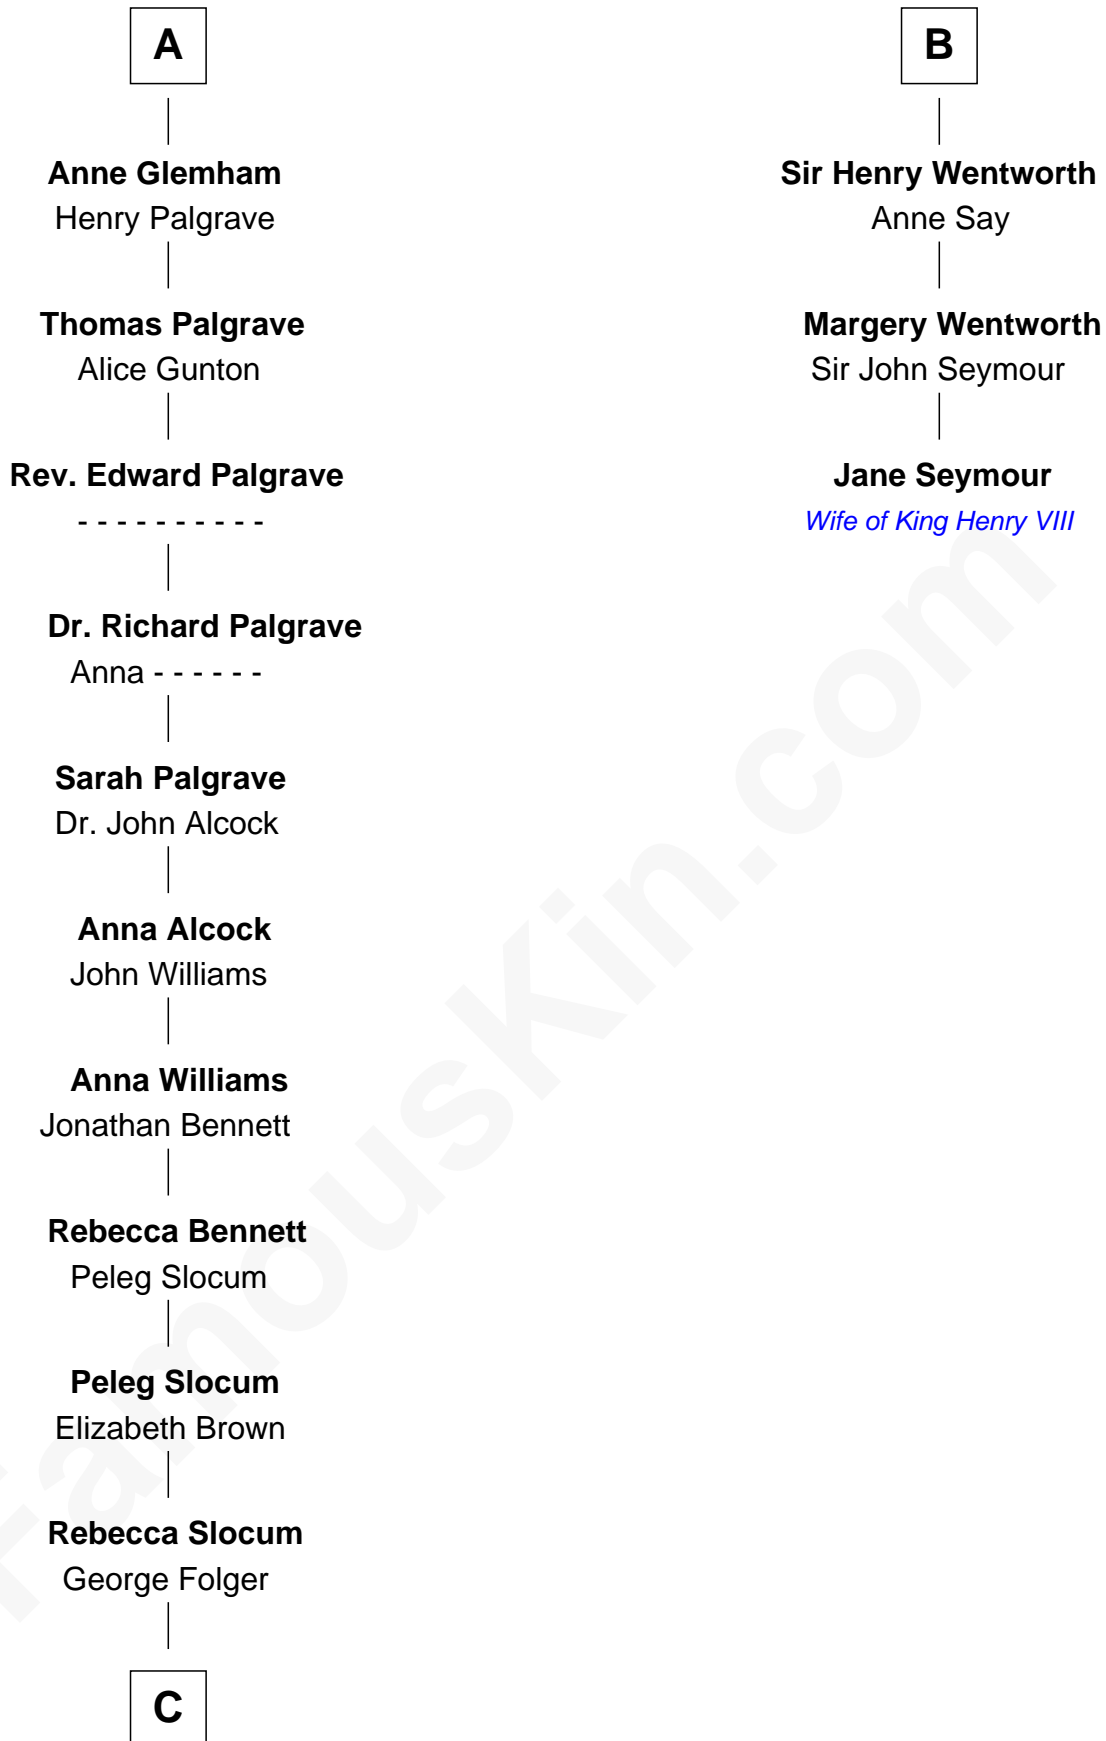 A
Anne Glemham
Henry Palgrave
Thomas Palgrave
Alice Gunton
Rev. Edward Palgrave
- - - - - - - - - -
Dr. Richard Palgrave
Anna - - - - - -
Sarah Palgrave
Dr. John Alcock
Anna Alcock
John Williams
Anna Williams
Jonathan Bennett
Rebecca Bennett
Peleg Slocum
Peleg Slocum
Elizabeth Brown
Rebecca Slocum
George Folger
C
B
Sir Henry Wentworth
Anne Say
Margery Wentworth
Sir John Seymour
Jane Seymour
Wife of King Henry VIII
FamousKin.com